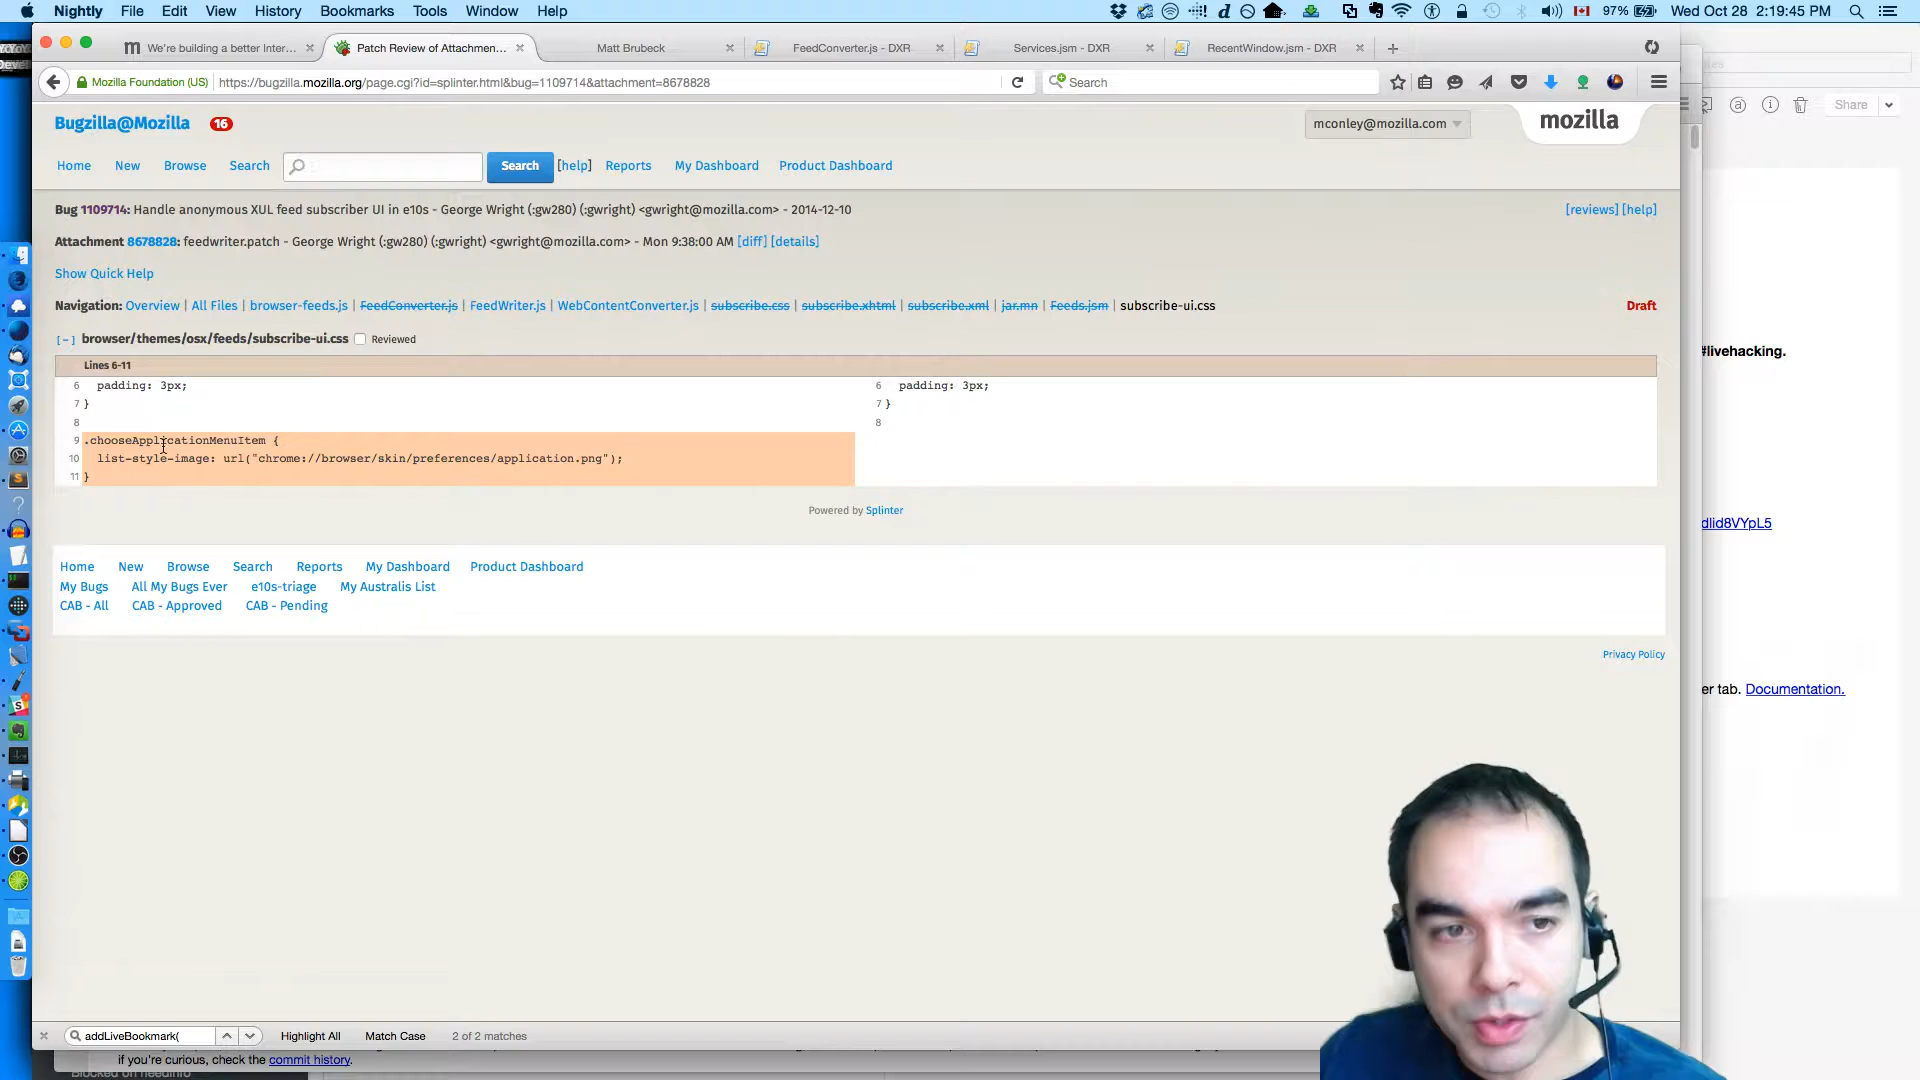 Nightly File Edit View History Bookmarks Tools Window Help 97% Wed Oct 28 2:19:45 PM
We're building a better Inter... Patch Review of Attachmen... Matt Brubeck FeedConverter.js - DXR Services.jsm - DXR RecentWindow.jsm - DXR
Mozilla Foundation (US) https://bugzilla.mozilla.org/page.cgi?id=splinter.html&bug=1109714&attachment=8678828 Search
Share
Bugzilla@Mozilla 16 mconley@mozilla.com mozilla
Home New Browse Search Search [help] Reports My Dashboard Product Dashboard
Bug 1109714: Handle anonymous XUL feed subscriber UI in e10s - George Wright (:gw280) (:gwright) <gwright@mozilla.com> - 2014-12-10 [reviews] [help]
Attachment 8678828: feedwriter.patch - George Wright (:gw280) (:gwright) <gwright@mozilla.com> - Mon 9:38:00 AM [diff] [details]
Show Quick Help
Navigation: Overview | All Files | browser-feeds.js | FeedConverter.js | FeedWriter.js | WebContentConverter.js | subscribe.css | subscribe.xhtml | subscribe.xml | jar.mn | Feeds.jsm | subscribe-ui.css Draft
[-] browser/themes/osx/feeds/subscribe-ui.css Reviewed
#livehacking.
Lines 6-11
6 padding: 3px; 6 padding: 3px;
7 } 7 }
8 8
9 .chooseApplicationMenuItem {
10 list-style-image: url("chrome://browser/skin/preferences/application.png");
11 }
Powered by Splinter
dlid8VYpL5
Home New Browse Search Reports My Dashboard Product Dashboard
My Bugs All My Bugs Ever e10s-triage My Australis List
CAB - All CAB - Approved CAB - Pending
Privacy Policy
er tab. Documentation.
addLiveBookmark( Highlight All Match Case 2 of 2 matches
if you're curious, check the commit history.
Blocked on needinfo